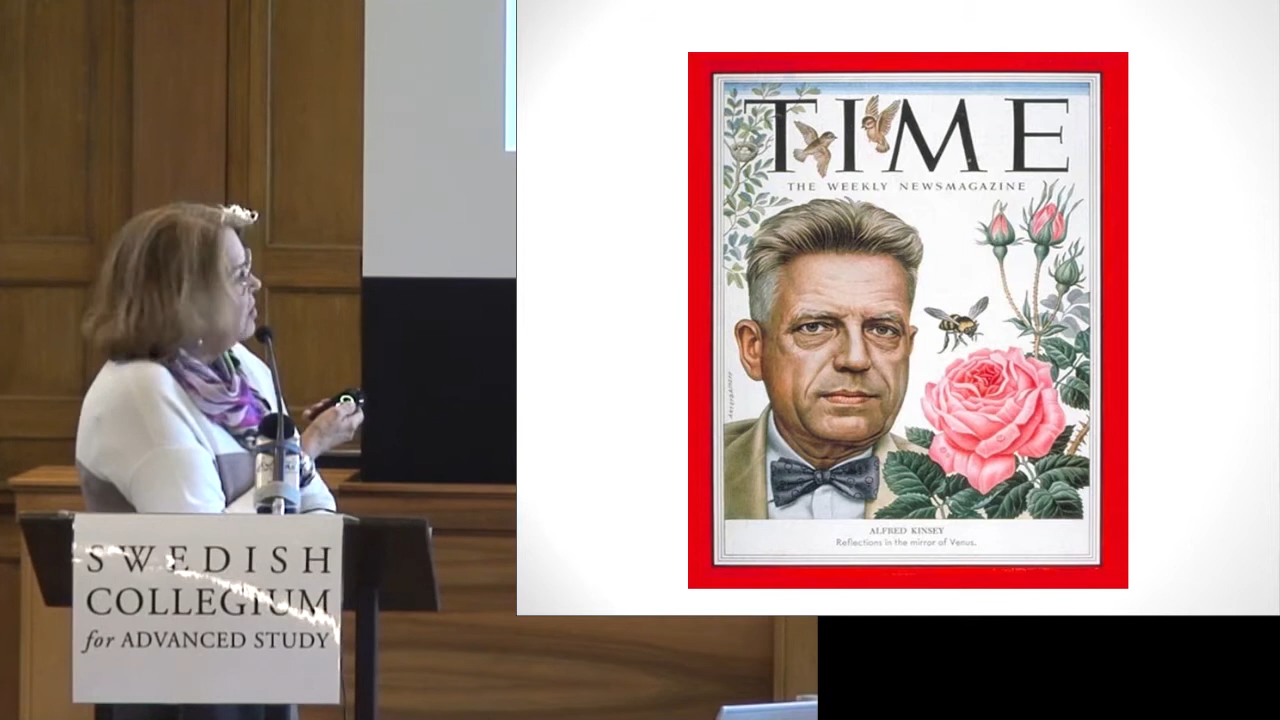 TIME
THE WEEKLY NEWSMAGAZINE
ALFRED KINSEY
Reflections in the mirror of Venus.
SWEDISH
COLLEGIUM
for ADVANCED STUDY